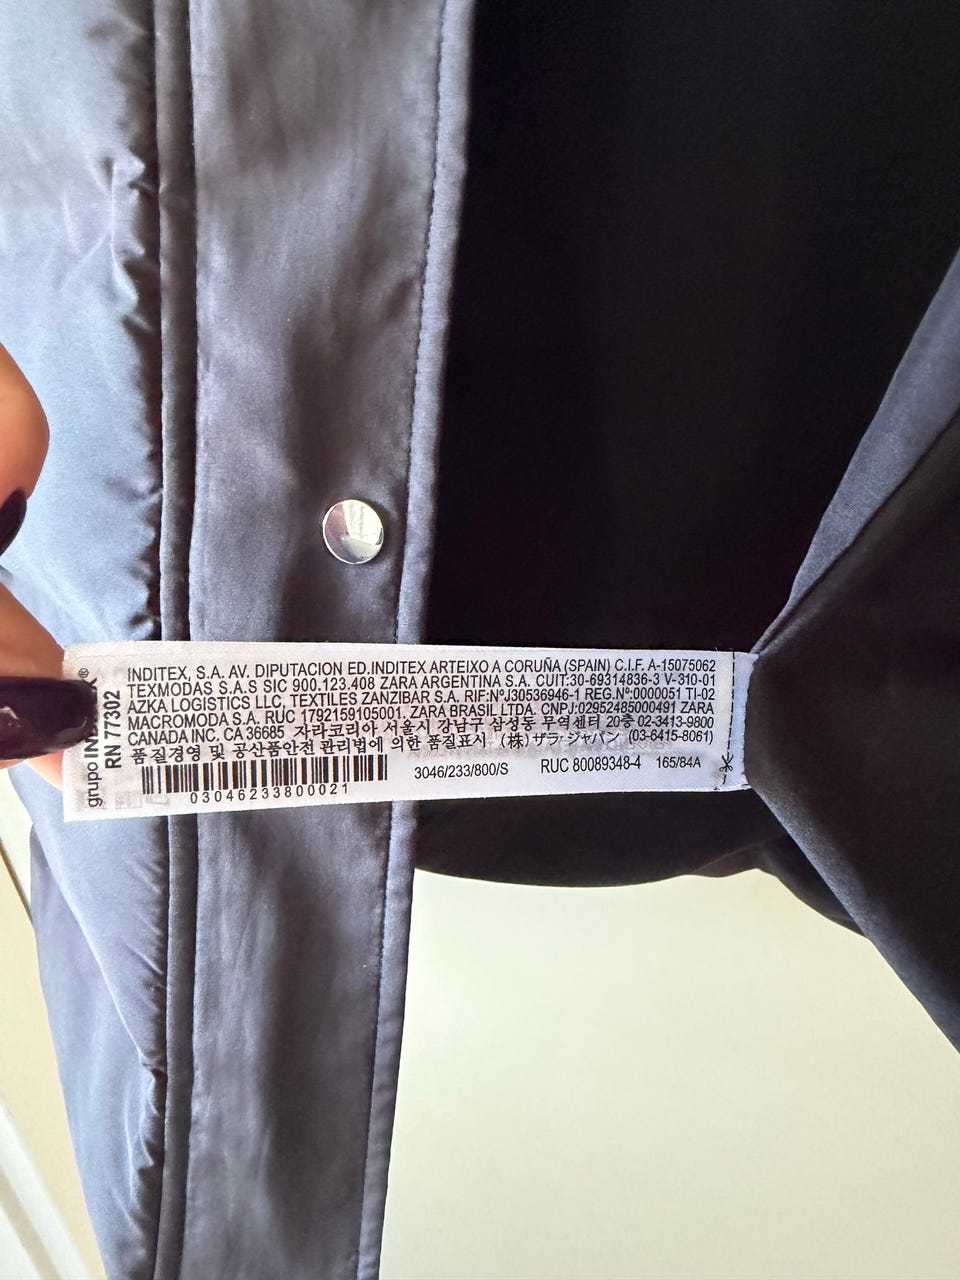 grupo INDITEX®
RN 77302
INDITEX, S.A. AV. DIPUTACION ED.INDITEX ARTEIXO A CORUÑA (SPAIN) C.I.F. A-15075062
TEXMODAS S.A.S SIC 900.123.408 ZARA ARGENTINA S.A. CUIT:30-69314836-3 V-310-01
AZKA LOGISTICS LLC, TEXTILES ZANZIBAR S.A. RIF:NºJ30536946-1 REG.Nº:0000051 TI-02
MACROMODA S.A. RUC 1792159105001. ZARA BRASIL LTDA. CNPJ:02952485000491 ZARA
CANADA INC. CA 36685 자라코리아 서울시 강남구 삼성동 무역센터 20층 02-3413-9800
품질경영 및 공산품안전 관리법에 의한 품질표시 (株) ザラ・ジャパン (03-6415-8061)
3046/233/800/S RUC 80089348-4 165/84A
03046233800021